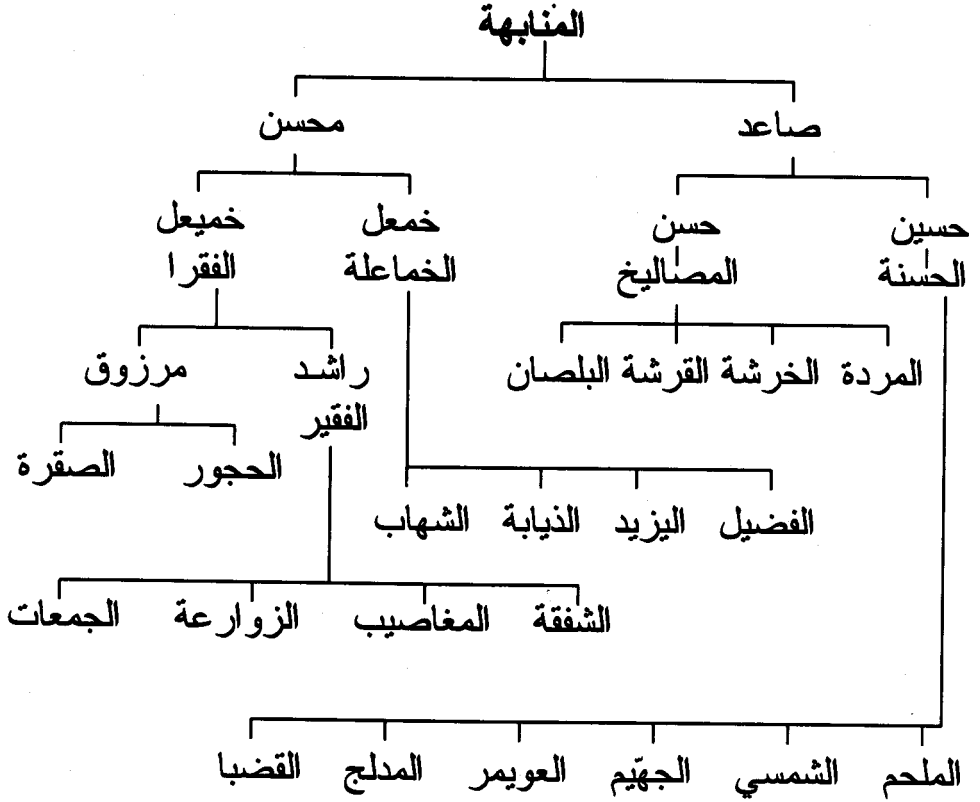 المنابهة
صاعد محسن
حسين حسن خمعل خميعل
الحسنة المصاليخ الخماعلة الفقرا
المردة الخرشة القرشة البلصان راشد مرزوق
الفقير
الحجور الصقرة
الفضيل اليزيد الذيابة الشهاب
الشفقة المغاصيب الزوارعة الجمعات
الملحم الشمسي الجهيّم العويمر المدلج القضبا